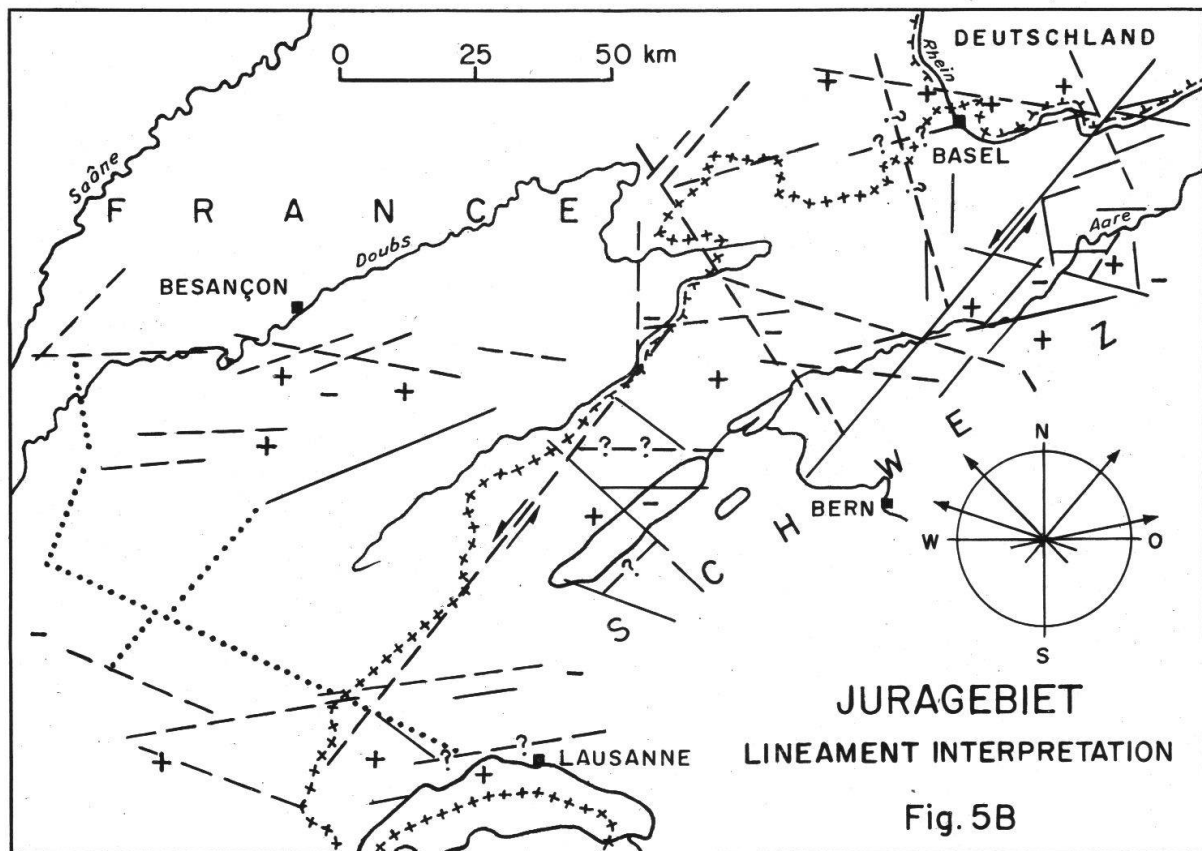 0 25 50 km
DEUTSCHLAND
Rhein
BASEL
Saône
F R A N C E
Doubs
Aare
BESANÇON
S C H W E I Z
BERN
N
W O
S
LAUSANNE
JURAGEBIET
LINEAMENT INTERPRETATION
Fig. 5B